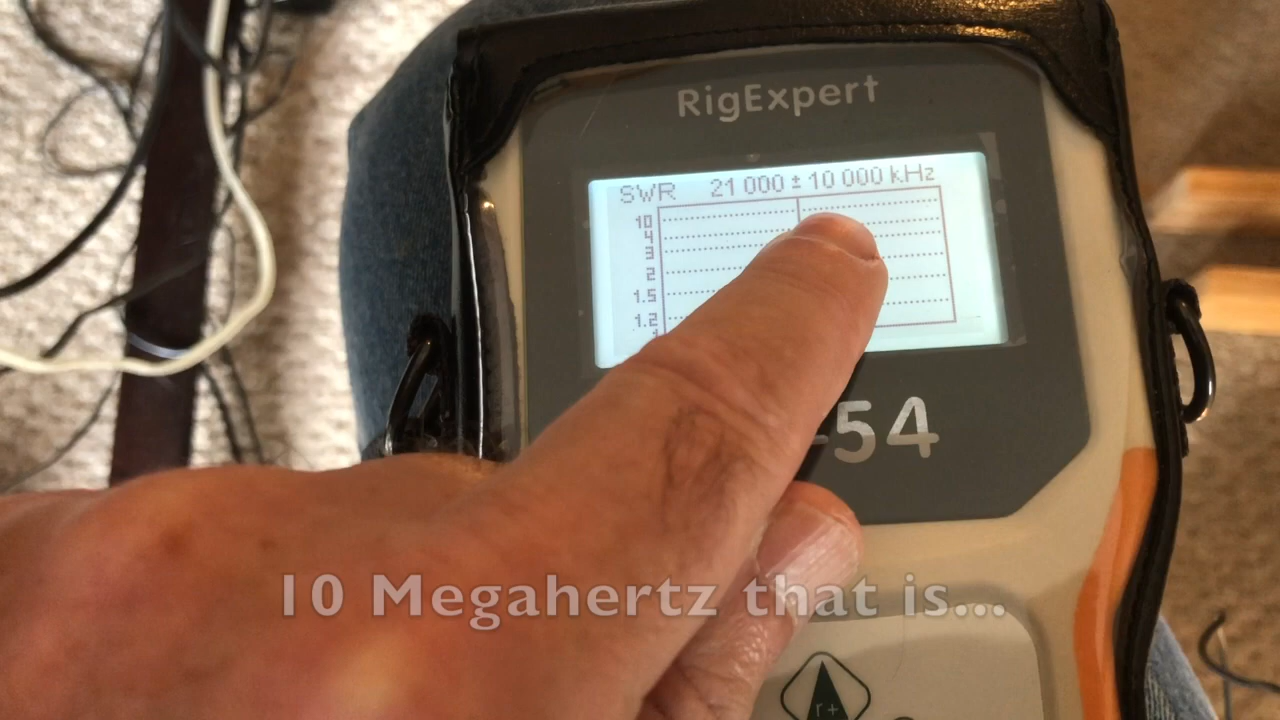 RigExpert
SWR 21 000 ± 10 000 kHz
10
4
3
2
1.5
1.2
1
-54
10 Megahertz that is...
r+